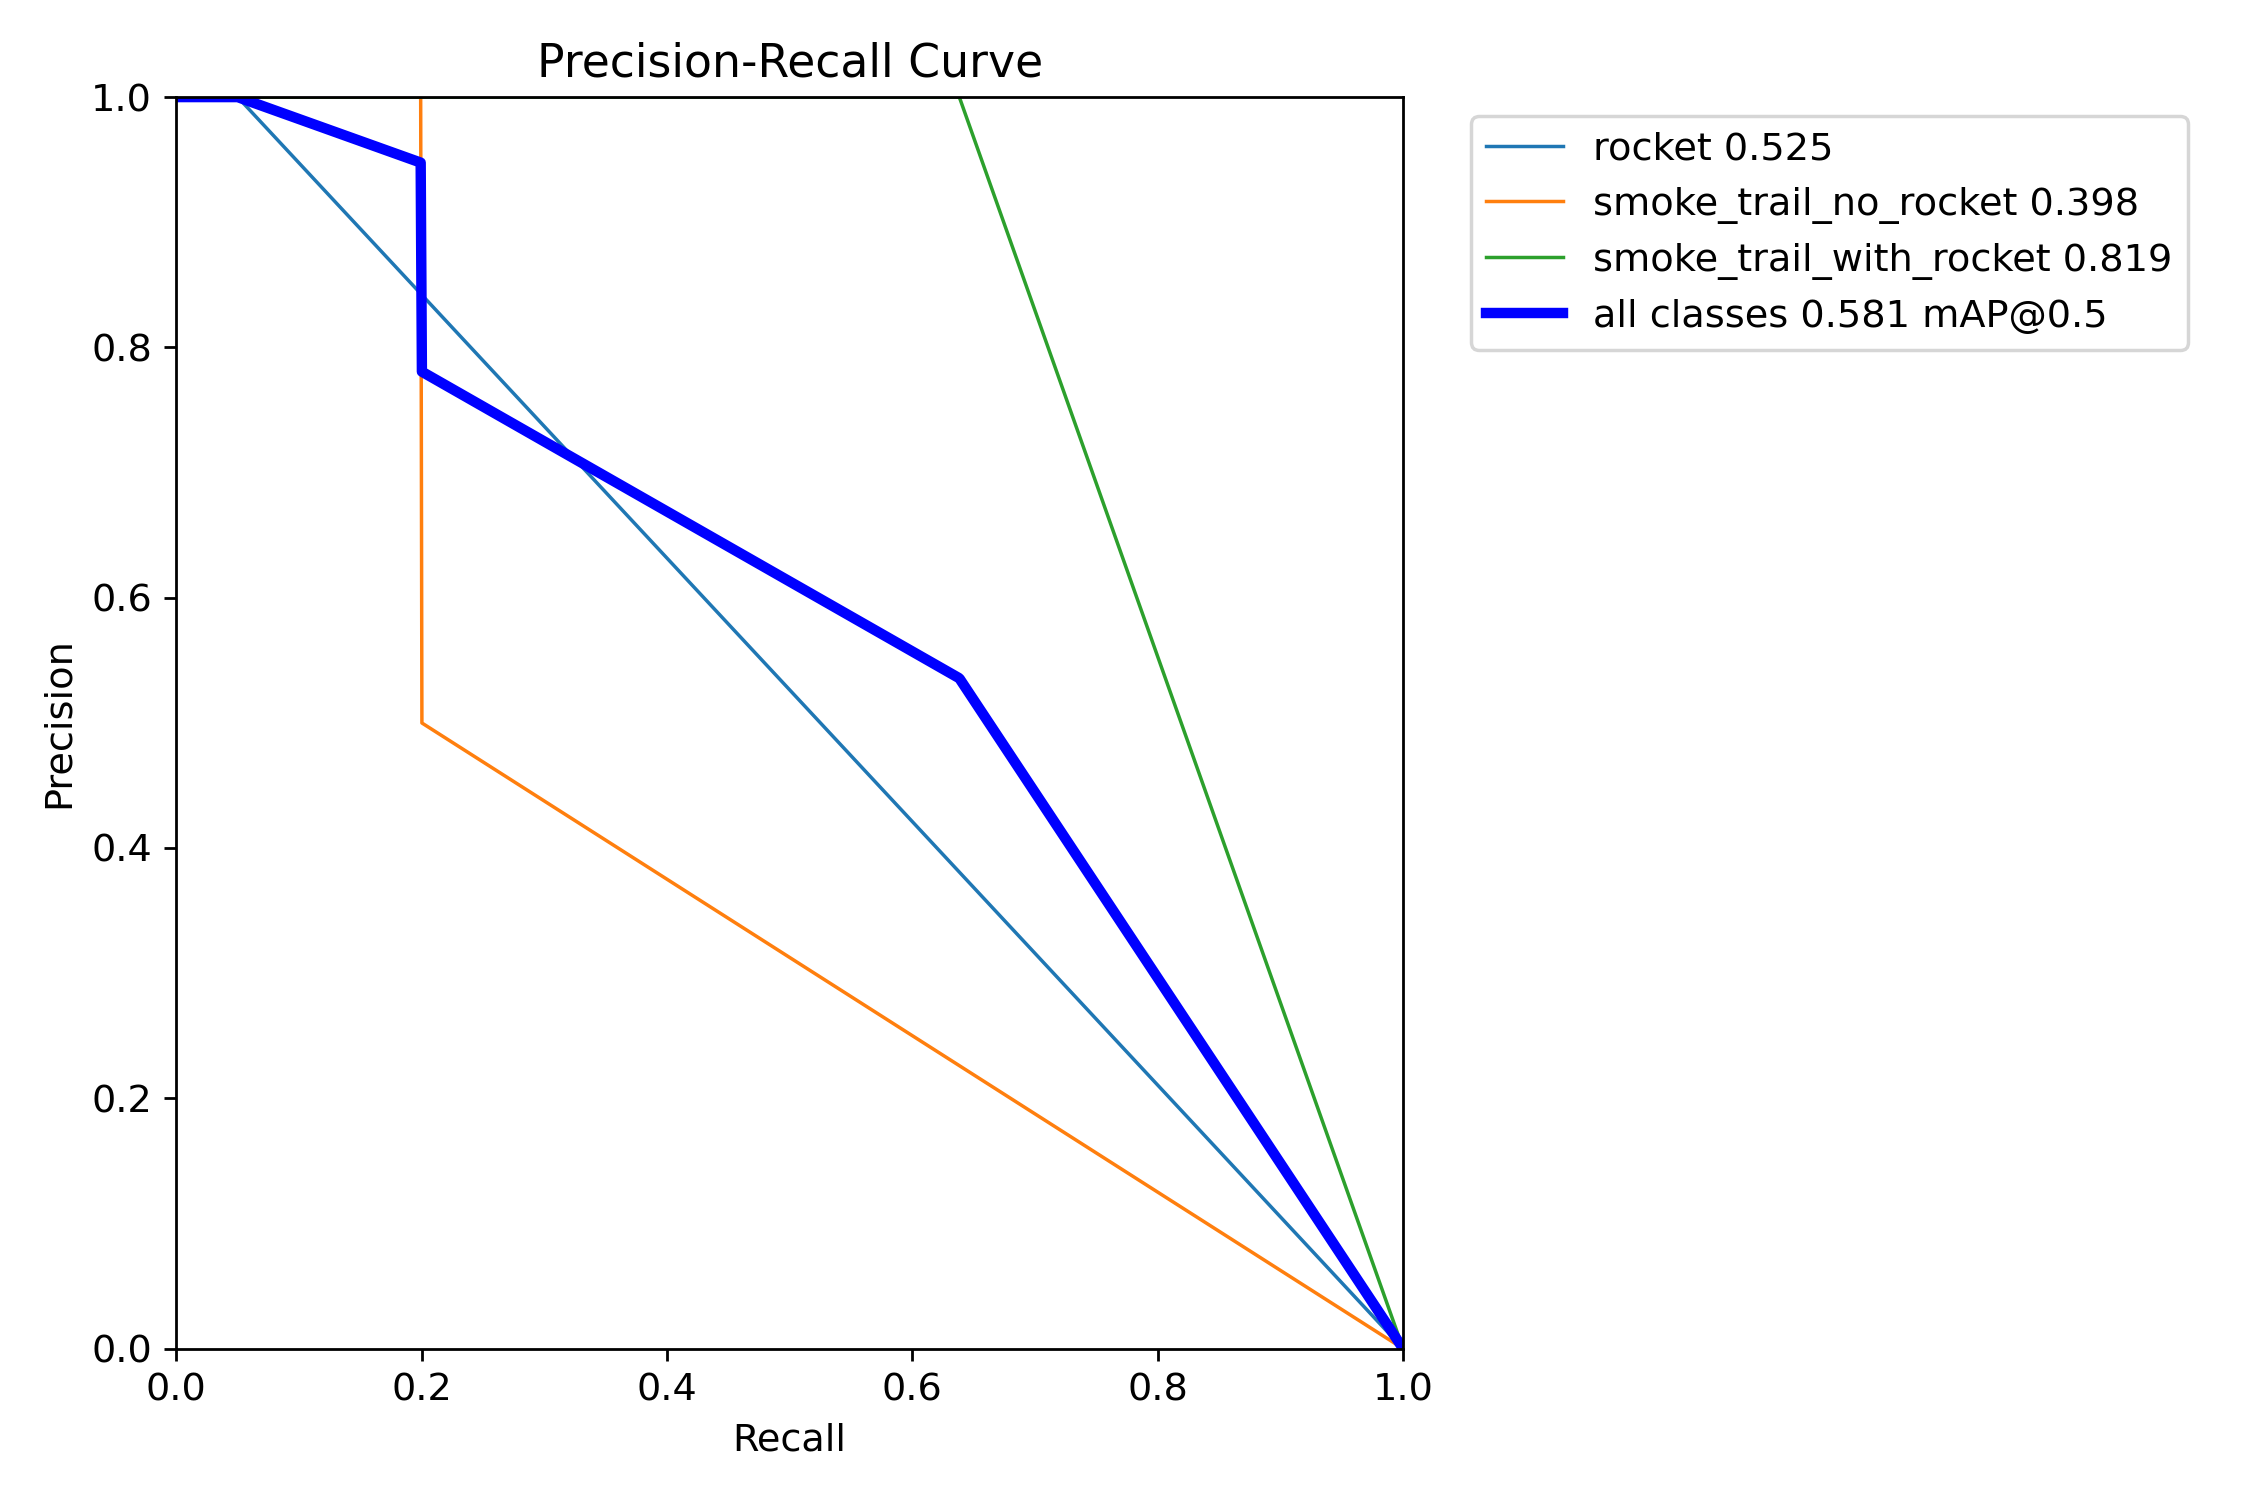 Precision-Recall Curve
rocket 0.525
smoke_trail_no_rocket 0.398
smoke_trail_with_rocket 0.819
all classes 0.581 mAP@0.5
1.0
0.8
0.6
0.4
0.2
0.0
Precision
0.0 0.2 0.4 0.6 0.8 1.0
Recall